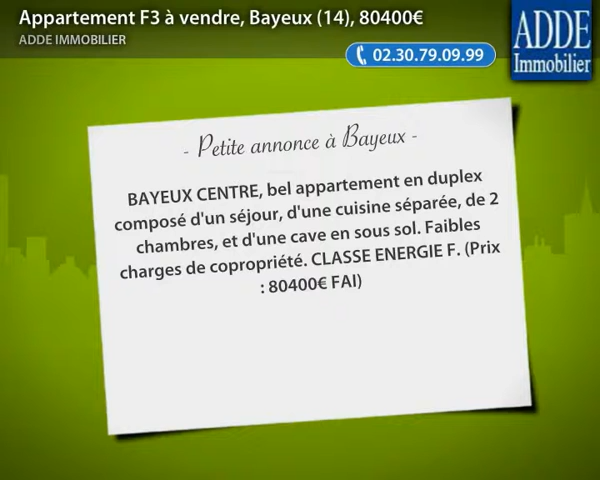 Appartement F3 à vendre, Bayeux (14), 80400€
ADDE IMMOBILIER
02.30.79.09.99
ADDE
Immobilier
- Petite annonce à Bayeux -
BAYEUX CENTRE, bel appartement en duplex
composé d'un séjour, d'une cuisine séparée, de 2
chambres, et d'une cave en sous sol. Faibles
charges de copropriété. CLASSE ENERGIE F. (Prix
: 80400€ FAI)